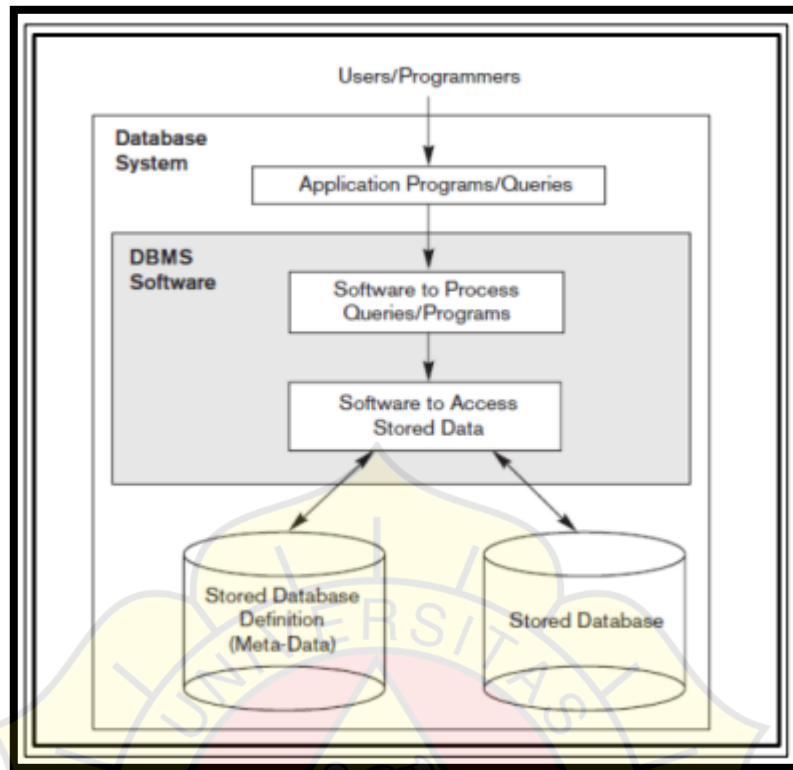 Users/Programmers
Database
System
Application Programs/Queries
DBMS
Software
Software to Process
Queries/Programs
Software to Access
Stored Data
Stored Database
Definition
(Meta-Data)
Stored Database
UNIVERSITAS